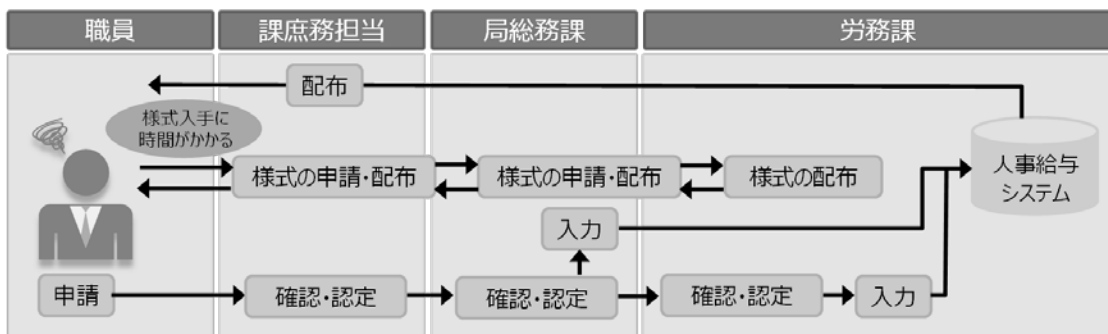 職員
課庶務担当
局総務課
労務課
配布
様式入手に
時間がかかる
様式の申請・配布
様式の申請・配布
様式の配布
人事給与
システム
入力
申請
確認・認定
確認・認定
確認・認定
入力